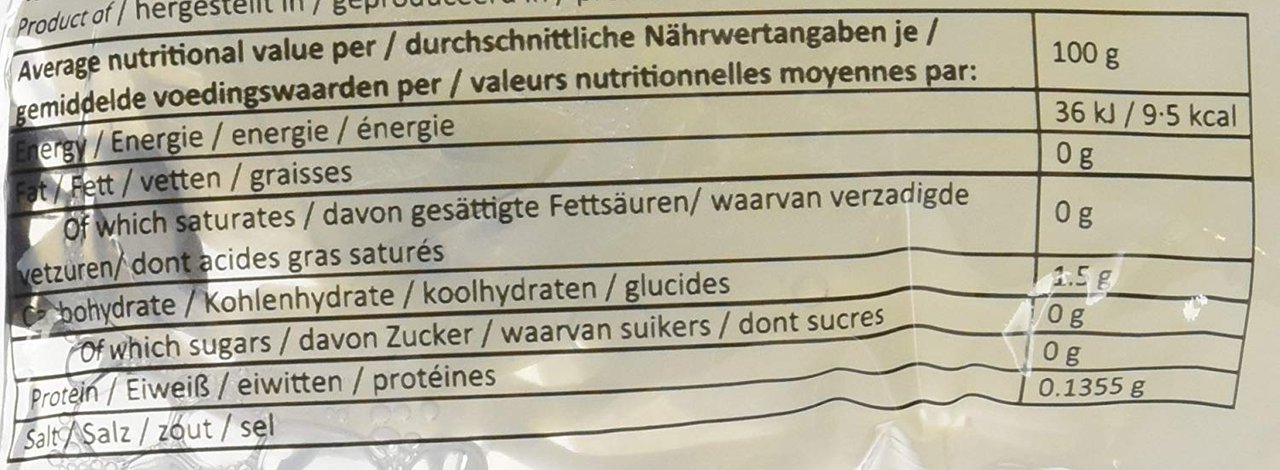 Product of / hergestellt in /
Average nutritional value per / durchschnittliche Nährwertangaben je /
gemiddelde voedingswaarden per / valeurs nutritionnelles moyennes par:
100 g
Energy / Energie / energie / énergie
36 kJ / 9·5 kcal
Fat / Fett / vetten / graisses
0 g
Of which saturates / davon gesättigte Fettsäuren/ waarvan verzadigde
vetzuren/ dont acides gras saturés
0 g
Carbohydrate / Kohlenhydrate / koolhydraten / glucides
1.5 g
Of which sugars / davon Zucker / waarvan suikers / dont sucres
0 g
Protein / Eiweiß / eiwitten / protéines
0 g
Salt / Salz / zout / sel
0.1355 g